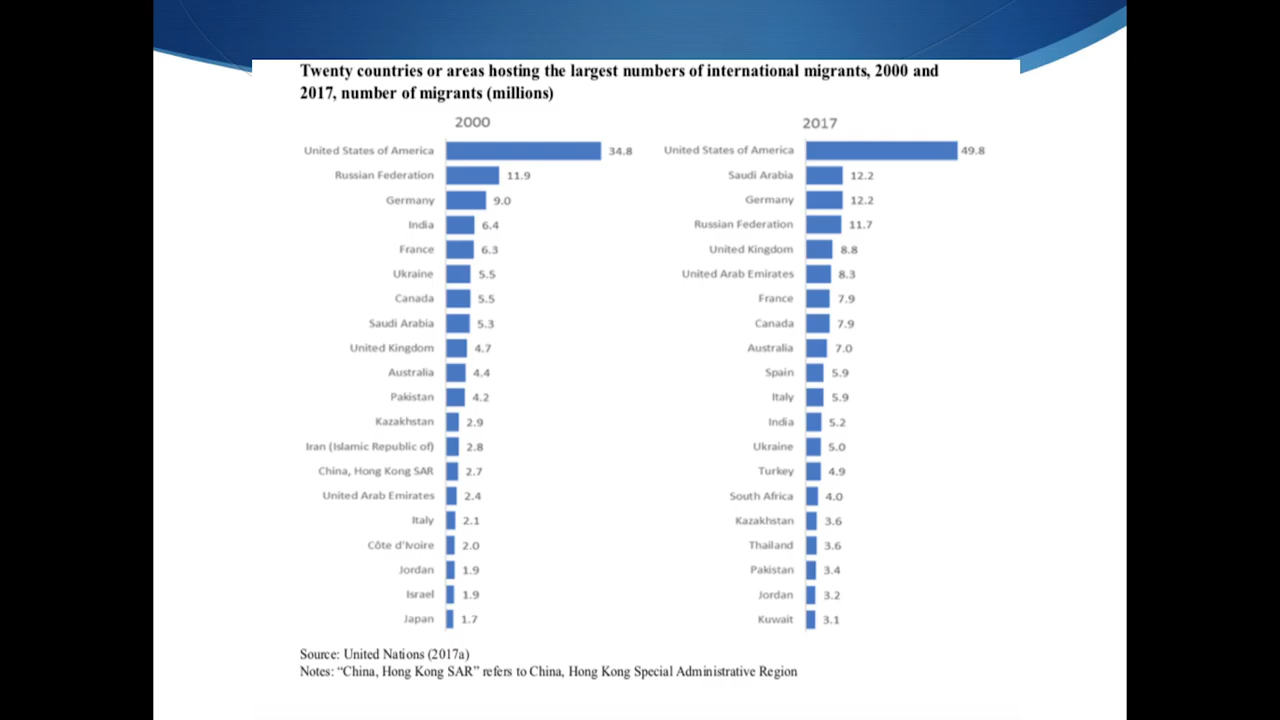 Twenty countries or areas hosting the largest numbers of international migrants, 2000 and
2017, number of migrants (millions)
2000
United States of America 34.8
Russian Federation 11.9
Germany 9.0
India 6.4
France 6.3
Ukraine 5.5
Canada 5.5
Saudi Arabia 5.3
United Kingdom 4.7
Australia 4.4
Pakistan 4.2
Kazakhstan 2.9
Iran (Islamic Republic of) 2.8
China, Hong Kong SAR 2.7
United Arab Emirates 2.4
Italy 2.1
Côte d'Ivoire 2.0
Jordan 1.9
Israel 1.9
Japan 1.7
2017
United States of America 49.8
Saudi Arabia 12.2
Germany 12.2
Russian Federation 11.7
United Kingdom 8.8
United Arab Emirates 8.3
France 7.9
Canada 7.9
Australia 7.0
Spain 5.9
Italy 5.9
India 5.2
Ukraine 5.0
Turkey 4.9
South Africa 4.0
Kazakhstan 3.6
Thailand 3.6
Pakistan 3.4
Jordan 3.2
Kuwait 3.1
Source: United Nations (2017a)
Notes: “China, Hong Kong SAR” refers to China, Hong Kong Special Administrative Region